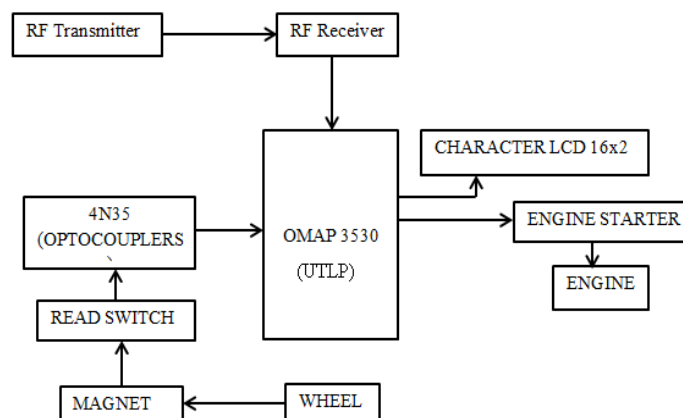 RF Transmitter
RF Receiver
CHARACTER LCD 16x2
4N35
(OPTOCOUPLERS
OMAP 3530
(UTLP)
ENGINE STARTER
ENGINE
READ SWITCH
MAGNET
WHEEL